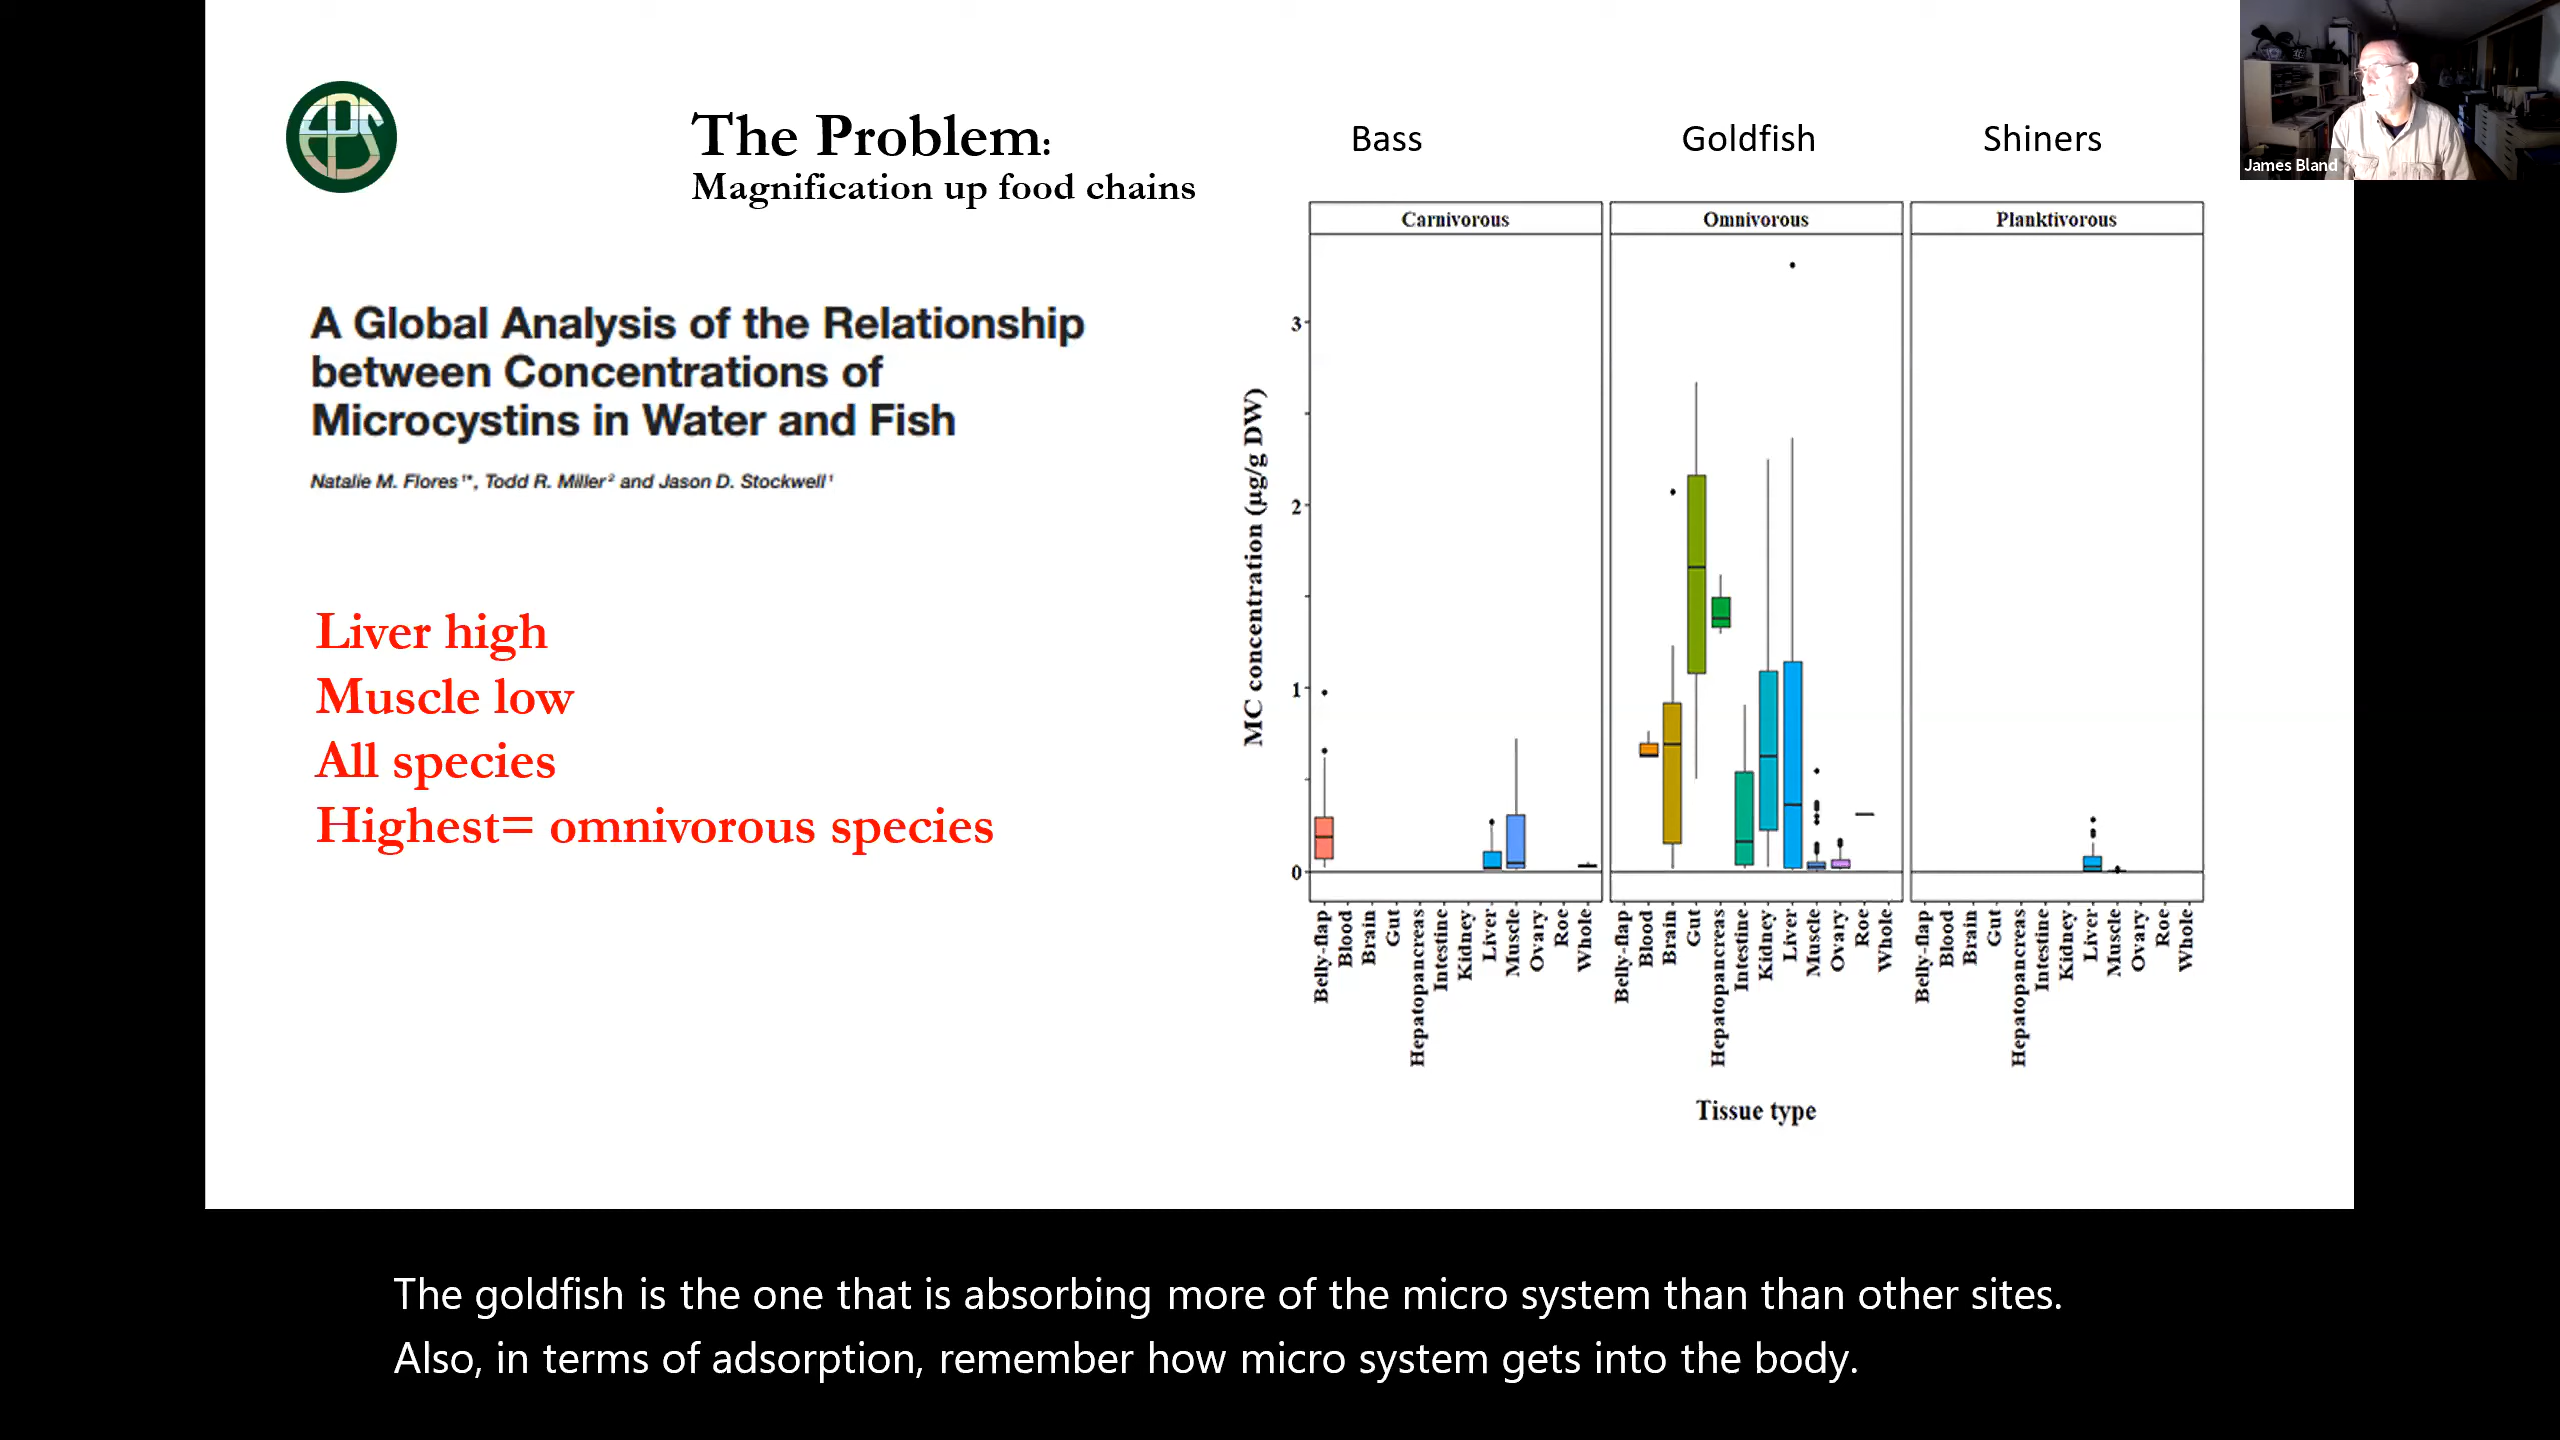 EPS
The Problem:
Magnification up food chains
A Global Analysis of the Relationship
between Concentrations of
Microcystins in Water and Fish
Natalie M. Flores¹*, Todd R. Miller² and Jason D. Stockwell¹
Liver high
Muscle low
All species
Highest= omnivorous species
Bass Goldfish Shiners
Carnivorous Omnivorous Planktivorous
MC concentration (µg/g DW)
3
2
1
0
Belly-flap Blood Brain Gut Hepatopancreas Intestine Kidney Liver Muscle Ovary Roe Whole
Belly-flap Blood Brain Gut Hepatopancreas Intestine Kidney Liver Muscle Ovary Roe Whole
Belly-flap Blood Brain Gut Hepatopancreas Intestine Kidney Liver Muscle Ovary Roe Whole
Tissue type
James Bland
The goldfish is the one that is absorbing more of the micro system than than other sites.
Also, in terms of adsorption, remember how micro system gets into the body.